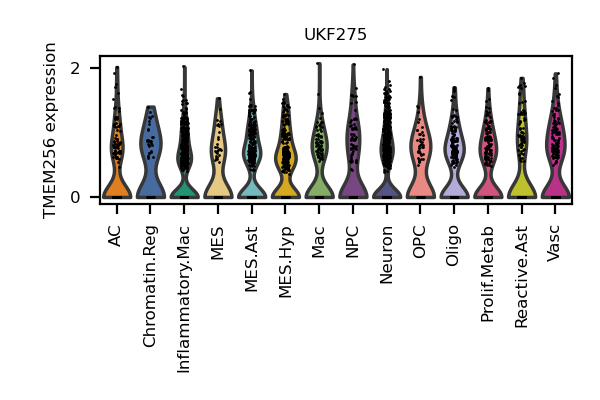 UKF275
TMEM256 expression
2
0
AC
Chromatin.Reg
Inflammatory.Mac
MES
MES.Ast
MES.Hyp
Mac
NPC
Neuron
OPC
Oligo
Prolif.Metab
Reactive.Ast
Vasc